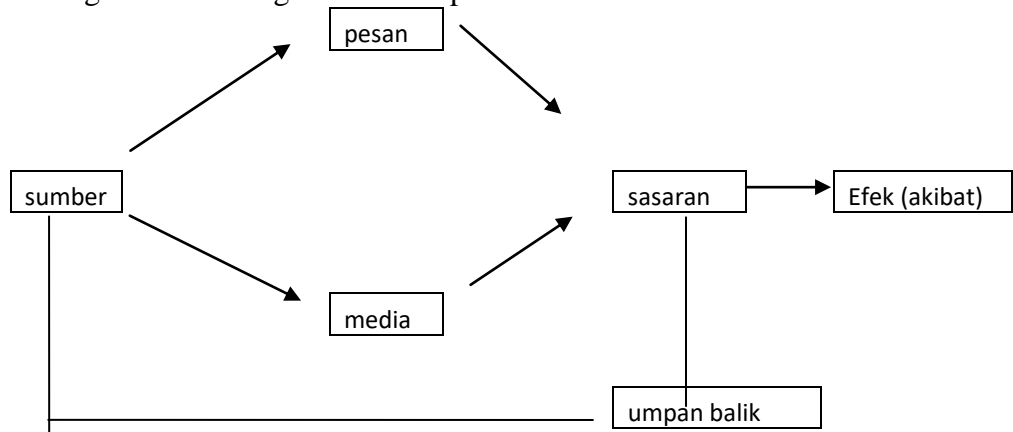 pesan
sumber
sasaran
Efek (akibat)
media
umpan balik